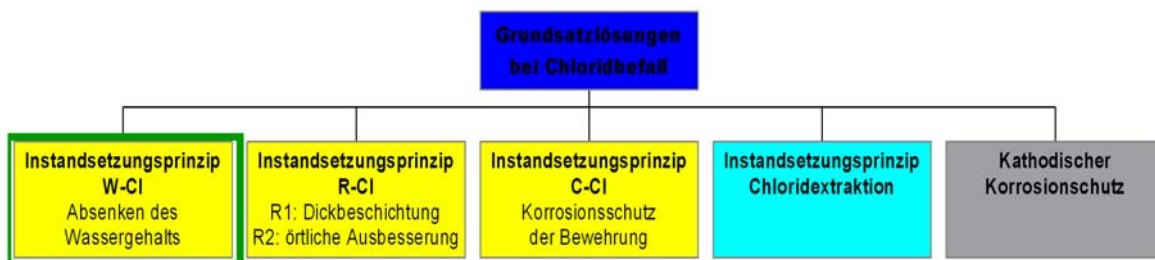 Grundsatzlösungen
bei Chloridbefall
Instandsetzungsprinzip
W-Cl
Absenken des
Wassergehalts
Instandsetzungsprinzip
R-Cl
R1: Dickbeschichtung
R2: örtliche Ausbesserung
Instandsetzungsprinzip
C-Cl
Korrosionsschutz
der Bewehrung
Instandsetzungsprinzip
Chloridextraktion
Kathodischer
Korrosionschutz